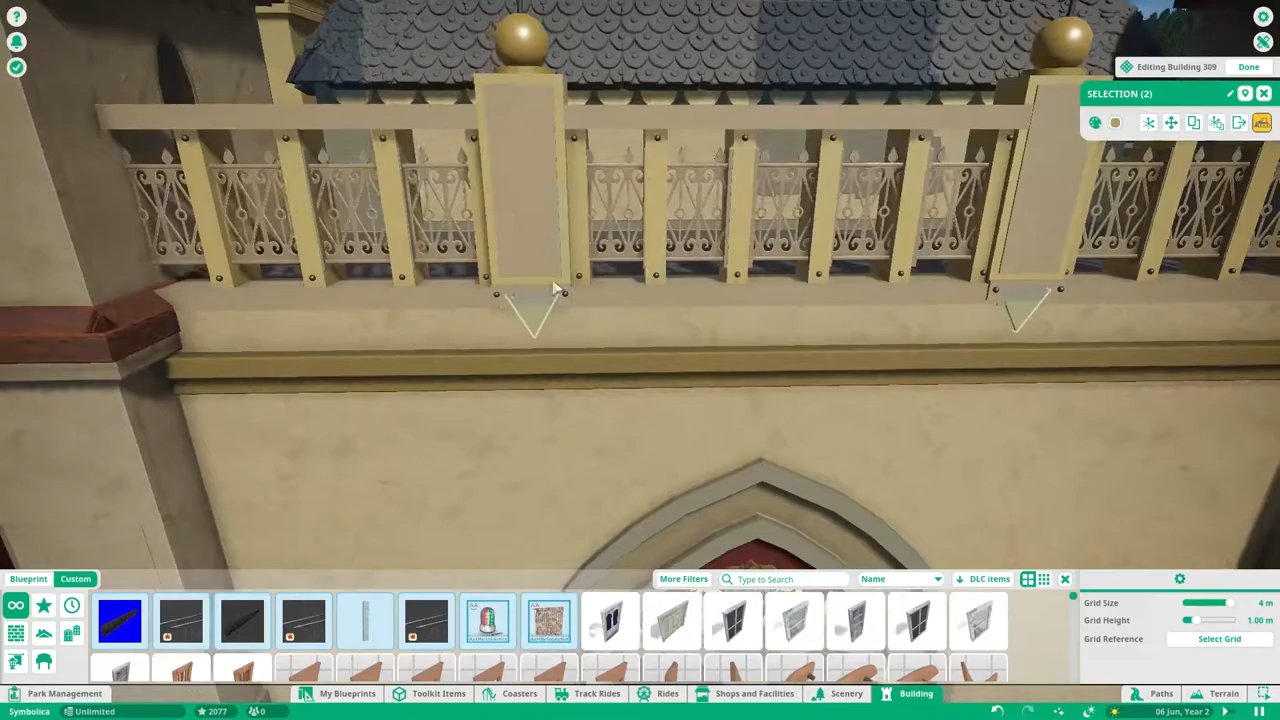 Editing Building 309 Done
SELECTION (2)
Blueprint Custom
More Filters Type to Search Name DLC items
Grid Size 4 m
Grid Height 1.00 m
Grid Reference Select Grid
Park Management My Blueprints Toolkit Items Coasters Track Rides Rides Shops and Facilities Scenery Building Paths Terrain
Symbolica Unlimited 2077 0 06 Jun, Year 2